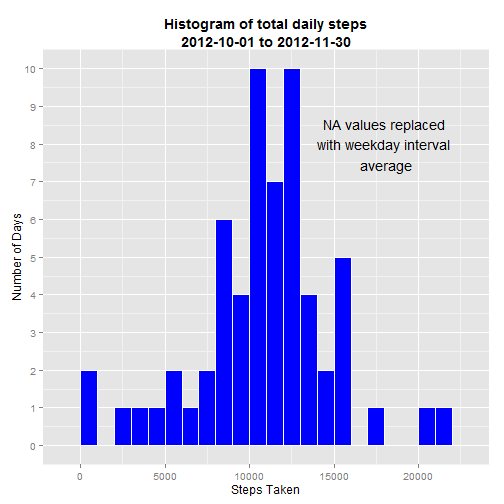 Histogram of total daily steps
2012-10-01 to 2012-11-30
NA values replaced
with weekday interval
average
Number of Days
10
9
8
7
6
5
4
3
2
1
0
0 5000 10000 15000 20000
Steps Taken